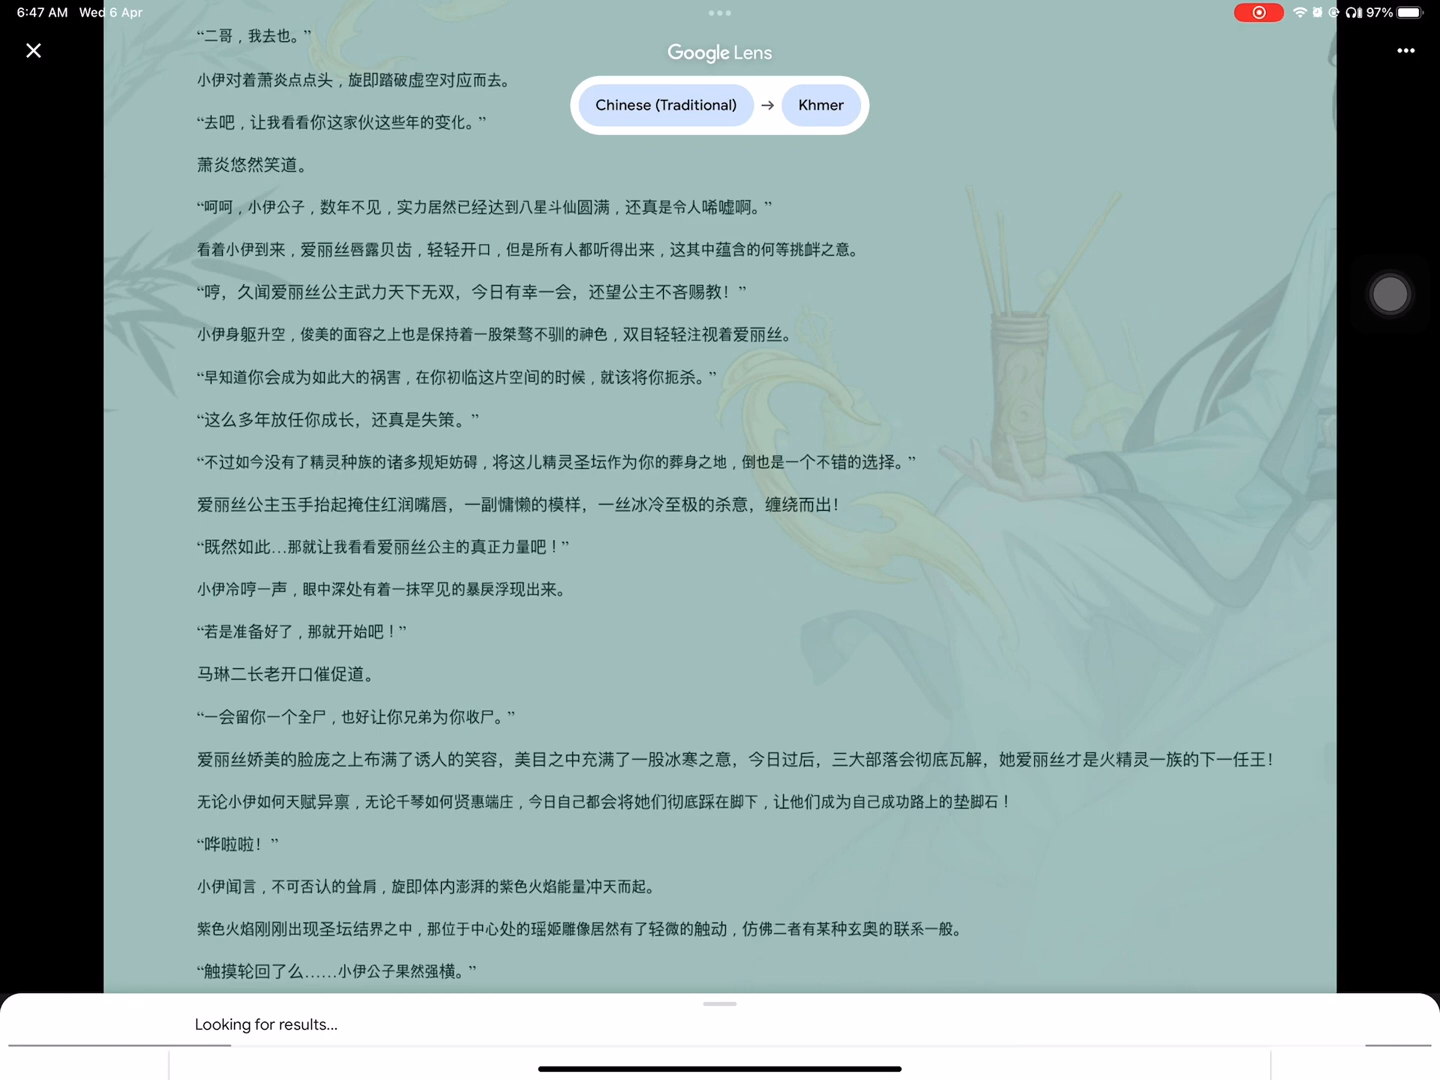 6:47 AM Wed 6 Apr
97%
“二哥，我去也。”
Google Lens
小伊对着萧炎点点头，旋即踏破虚空对应而去。
Chinese (Traditional) → Khmer
“去吧，让我看看你这家伙这些年的变化。”
萧炎悠然笑道。
“呵呵，小伊公子，数年不见，实力居然已经达到八星斗仙圆满，还真是令人唏嘘啊。”
看着小伊到来，爱丽丝唇露贝齿，轻轻开口，但是所有人都听得出来，这其中蕴含的何等挑衅之意。
“哼，久闻爱丽丝公主武力天下无双，今日有幸一会，还望公主不吝赐教！”
小伊身躯升空，俊美的面容之上也是保持着一股桀骜不驯的神色，双目轻轻注视着爱丽丝。
“早知道你会成为如此大的祸害，在你初临这片空间的时候，就该将你扼杀。”
“这么多年放任你成长，还真是失策。”
“不过如今没有了精灵种族的诸多规矩妨碍，将这儿精灵圣坛作为你的葬身之地，倒也是一个不错的选择。”
爱丽丝公主玉手抬起掩住红润嘴唇，一副慵懒的模样，一丝冰冷至极的杀意，缠绕而出！
“既然如此…那就让我看看爱丽丝公主的真正力量吧！”
小伊冷哼一声，眼中深处有着一抹罕见的暴戾浮现出来。
“若是准备好了，那就开始吧！”
马琳二长老开口催促道。
“一会留你一个全尸，也好让你兄弟为你收尸。”
爱丽丝娇美的脸庞之上布满了诱人的笑容，美目之中充满了一股冰寒之意，今日过后，三大部落会彻底瓦解，她爱丽丝才是火精灵一族的下一任王！
无论小伊如何天赋异禀，无论千琴如何贤惠端庄，今日自己都会将她们彻底踩在脚下，让他们成为自己成功路上的垫脚石！
“哗啦啦！”
小伊闻言，不可否认的耸肩，旋即体内澎湃的紫色火焰能量冲天而起。
紫色火焰刚刚出现圣坛结界之中，那位于中心处的瑶姬雕像居然有了轻微的触动，仿佛二者有某种玄奥的联系一般。
“触摸轮回了么……小伊公子果然强横。”
Looking for results...